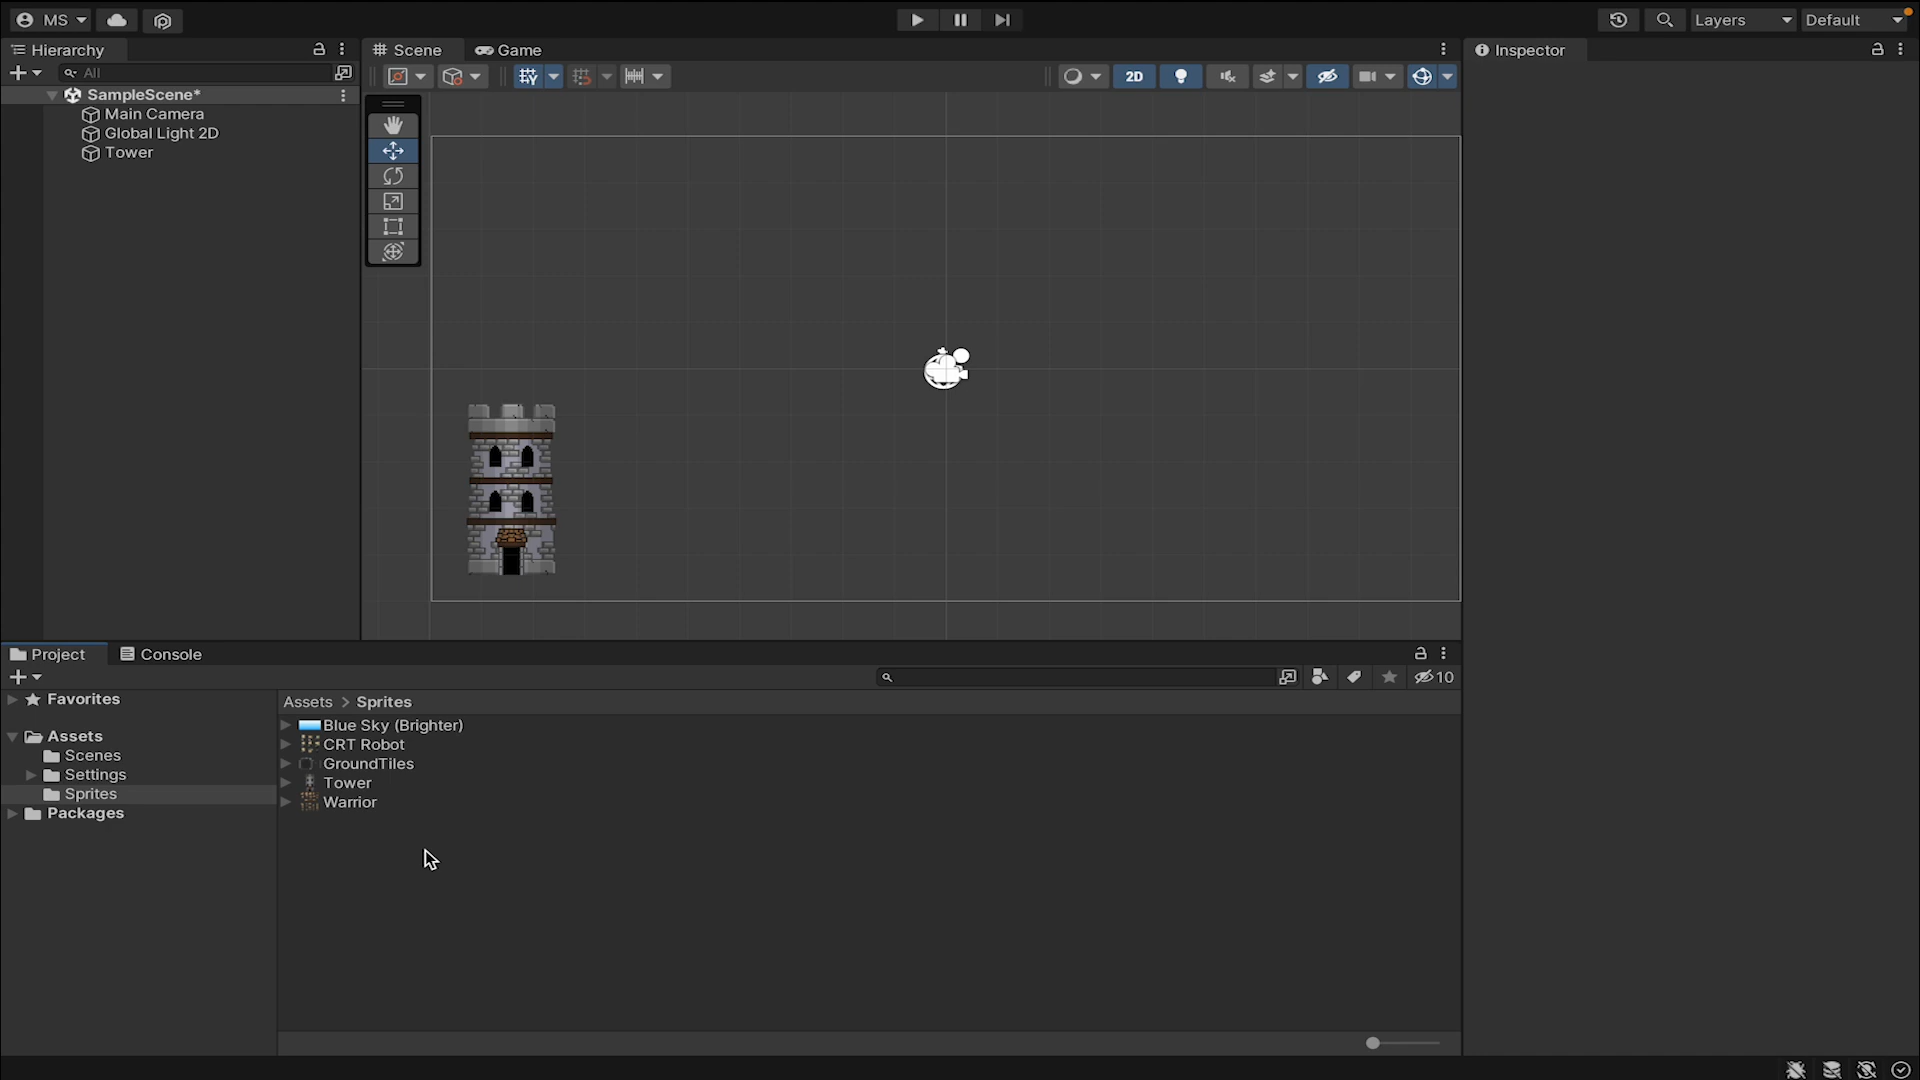 MS
Layers
Default
Hierarchy
Scene
Game
Inspector
All
2D
SampleScene*
Main Camera
Global Light 2D
Tower
Project
Console
10
Favorites
Assets
Scenes
Settings
Sprites
Packages
Assets > Sprites
Blue Sky (Brighter)
CRT Robot
GroundTiles
Tower
Warrior